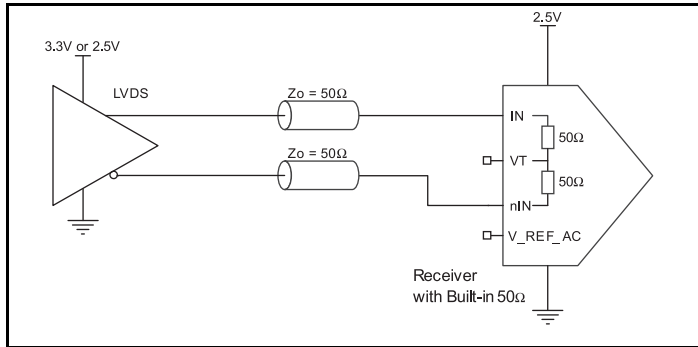 2.5V
3.3V or 2.5V
LVDS
Zo = 50Ω
IN
50Ω
Zo = 50Ω
VT
50Ω
nIN
V_REF_AC
Receiver
with Built-in 50Ω